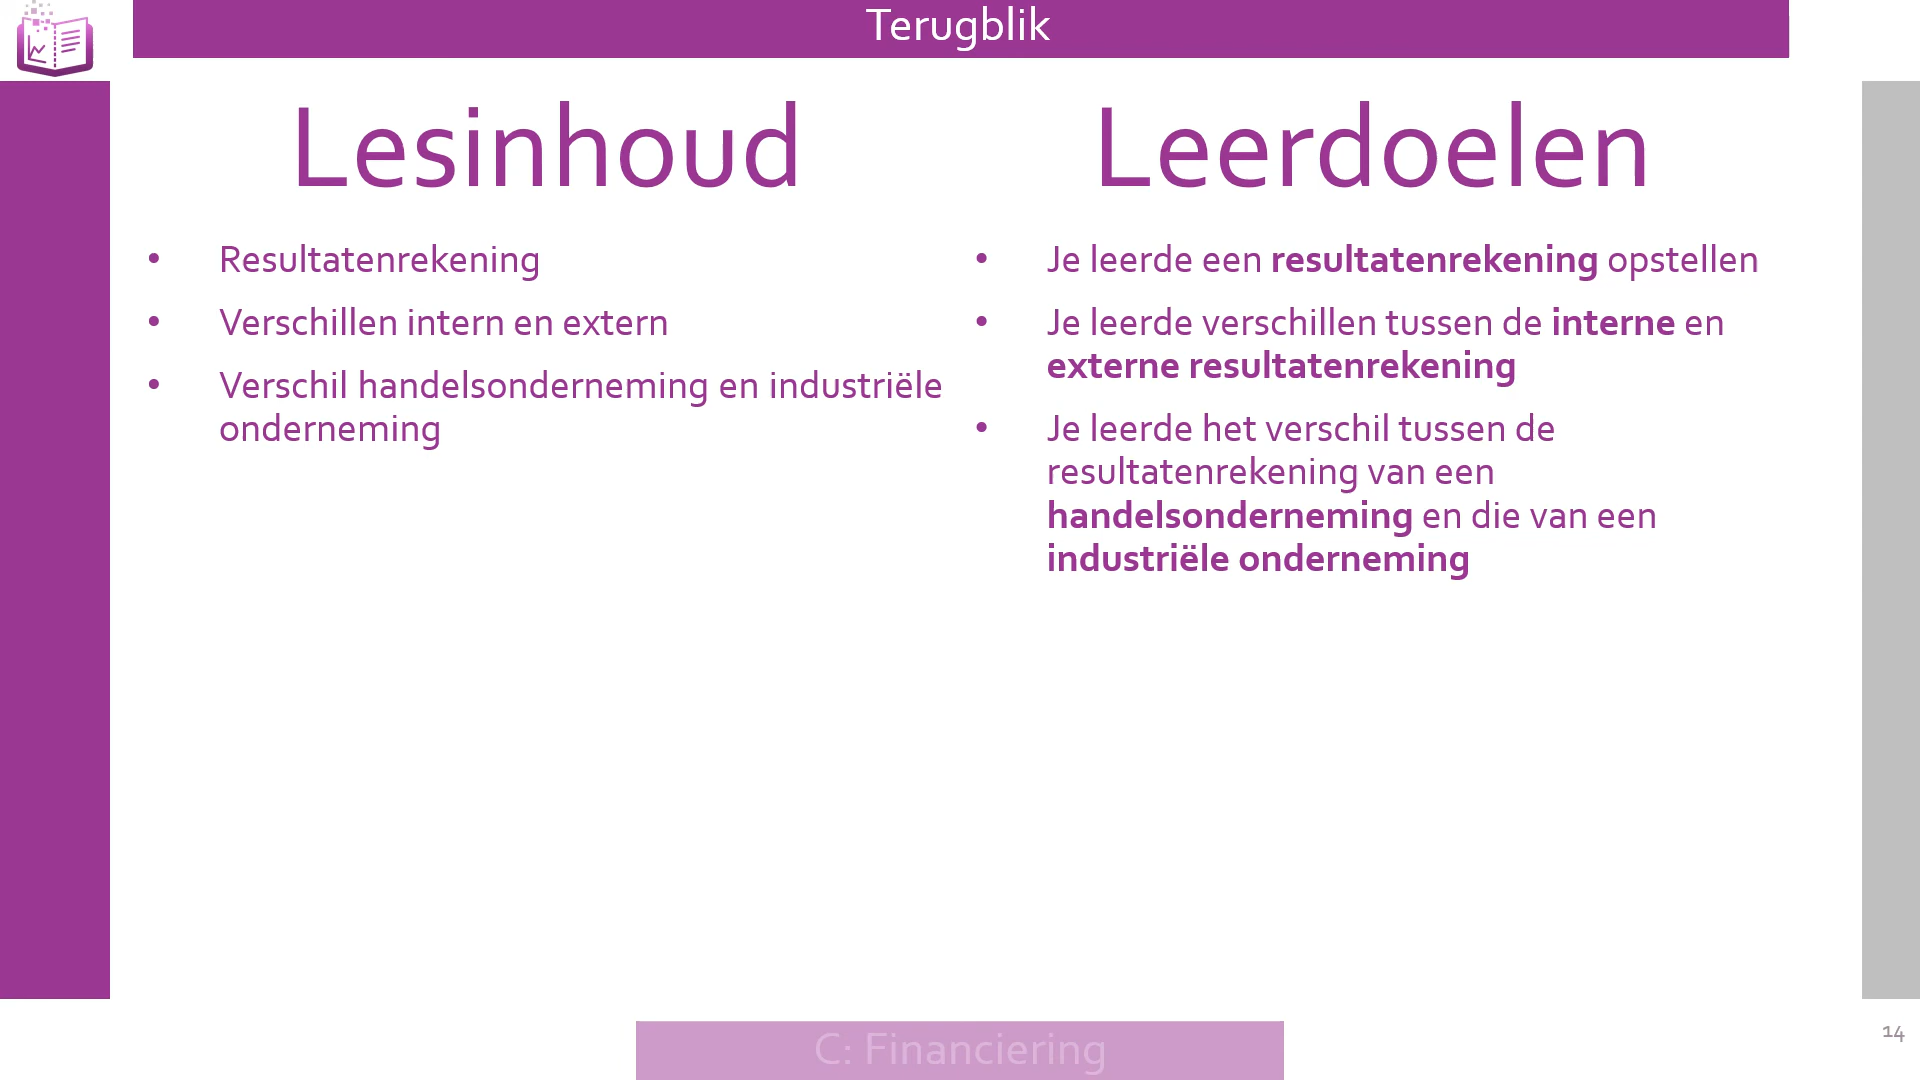 Terugblik
Lesinhoud
• Resultatenrekening
• Verschillen intern en extern
• Verschil handelsonderneming en industriële
onderneming
Leerdoelen
• Je leerde een resultatenrekening opstellen
• Je leerde verschillen tussen de interne en
externe resultatenrekening
• Je leerde het verschil tussen de
resultatenrekening van een
handelsonderneming en die van een
industriële onderneming
C: Financiering
14